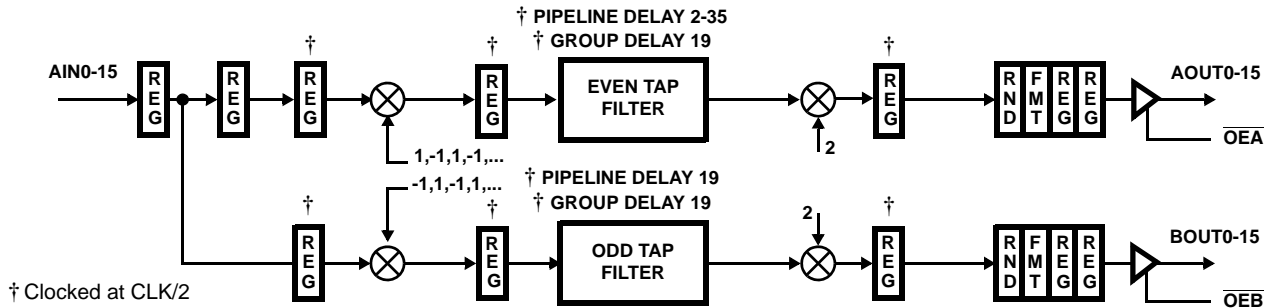 † PIPELINE DELAY 2-35
† GROUP DELAY 19
† † †
AIN0-15 REG REG REG REG EVEN TAP FILTER REG RND FMT REG REG AOUT0-15
2 OEA
1,-1,1,-1,...
-1,1,-1,1,...
† PIPELINE DELAY 19
† GROUP DELAY 19
† † 2 †
REG REG ODD TAP FILTER REG RND FMT REG REG BOUT0-15
† Clocked at CLK/2
OEB